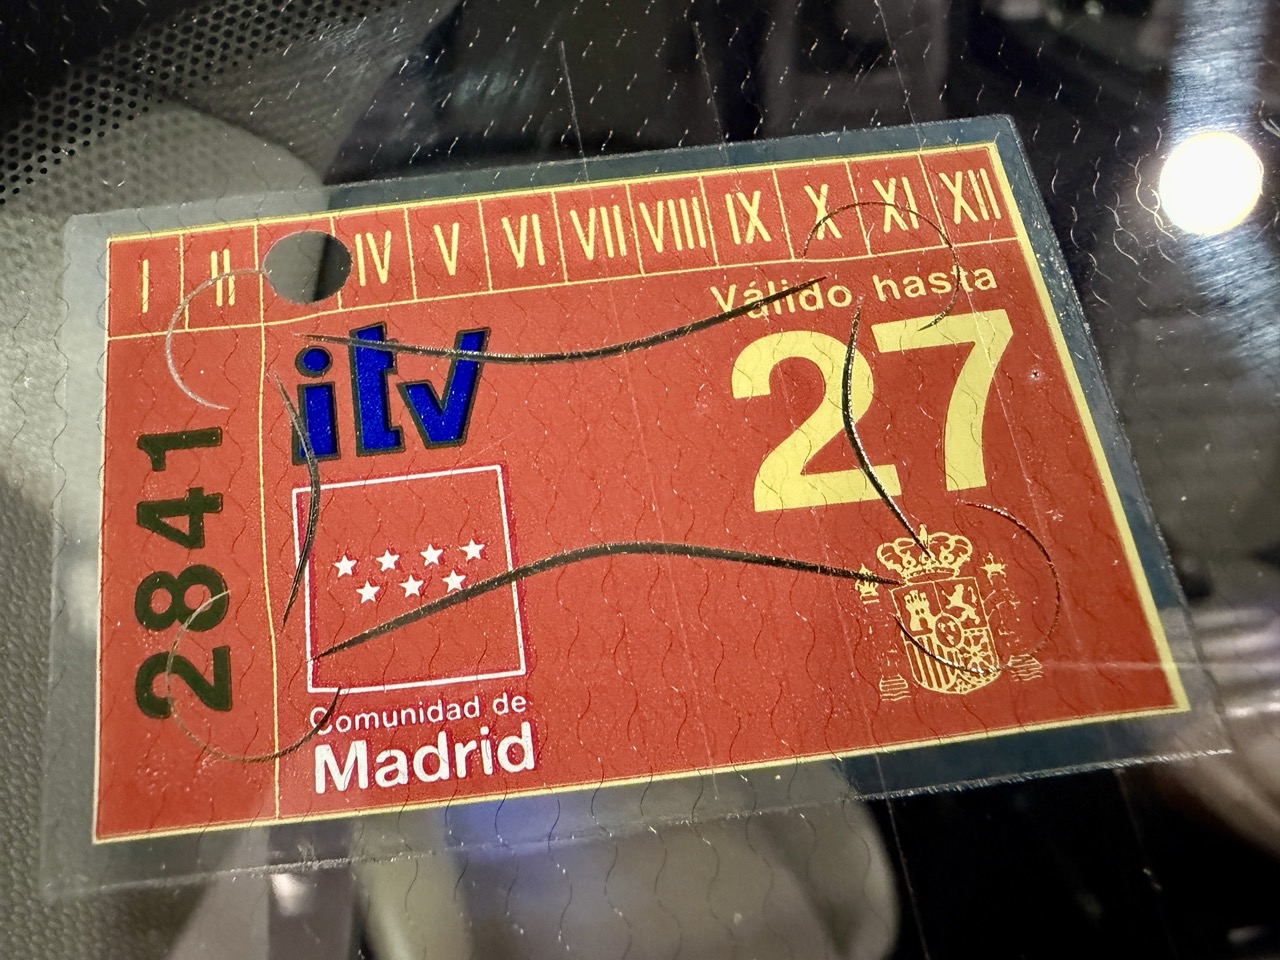 I II IV V VI VII VIII IX X XI XII
Válido hasta
27
itv
2841
Comunidad de
Madrid